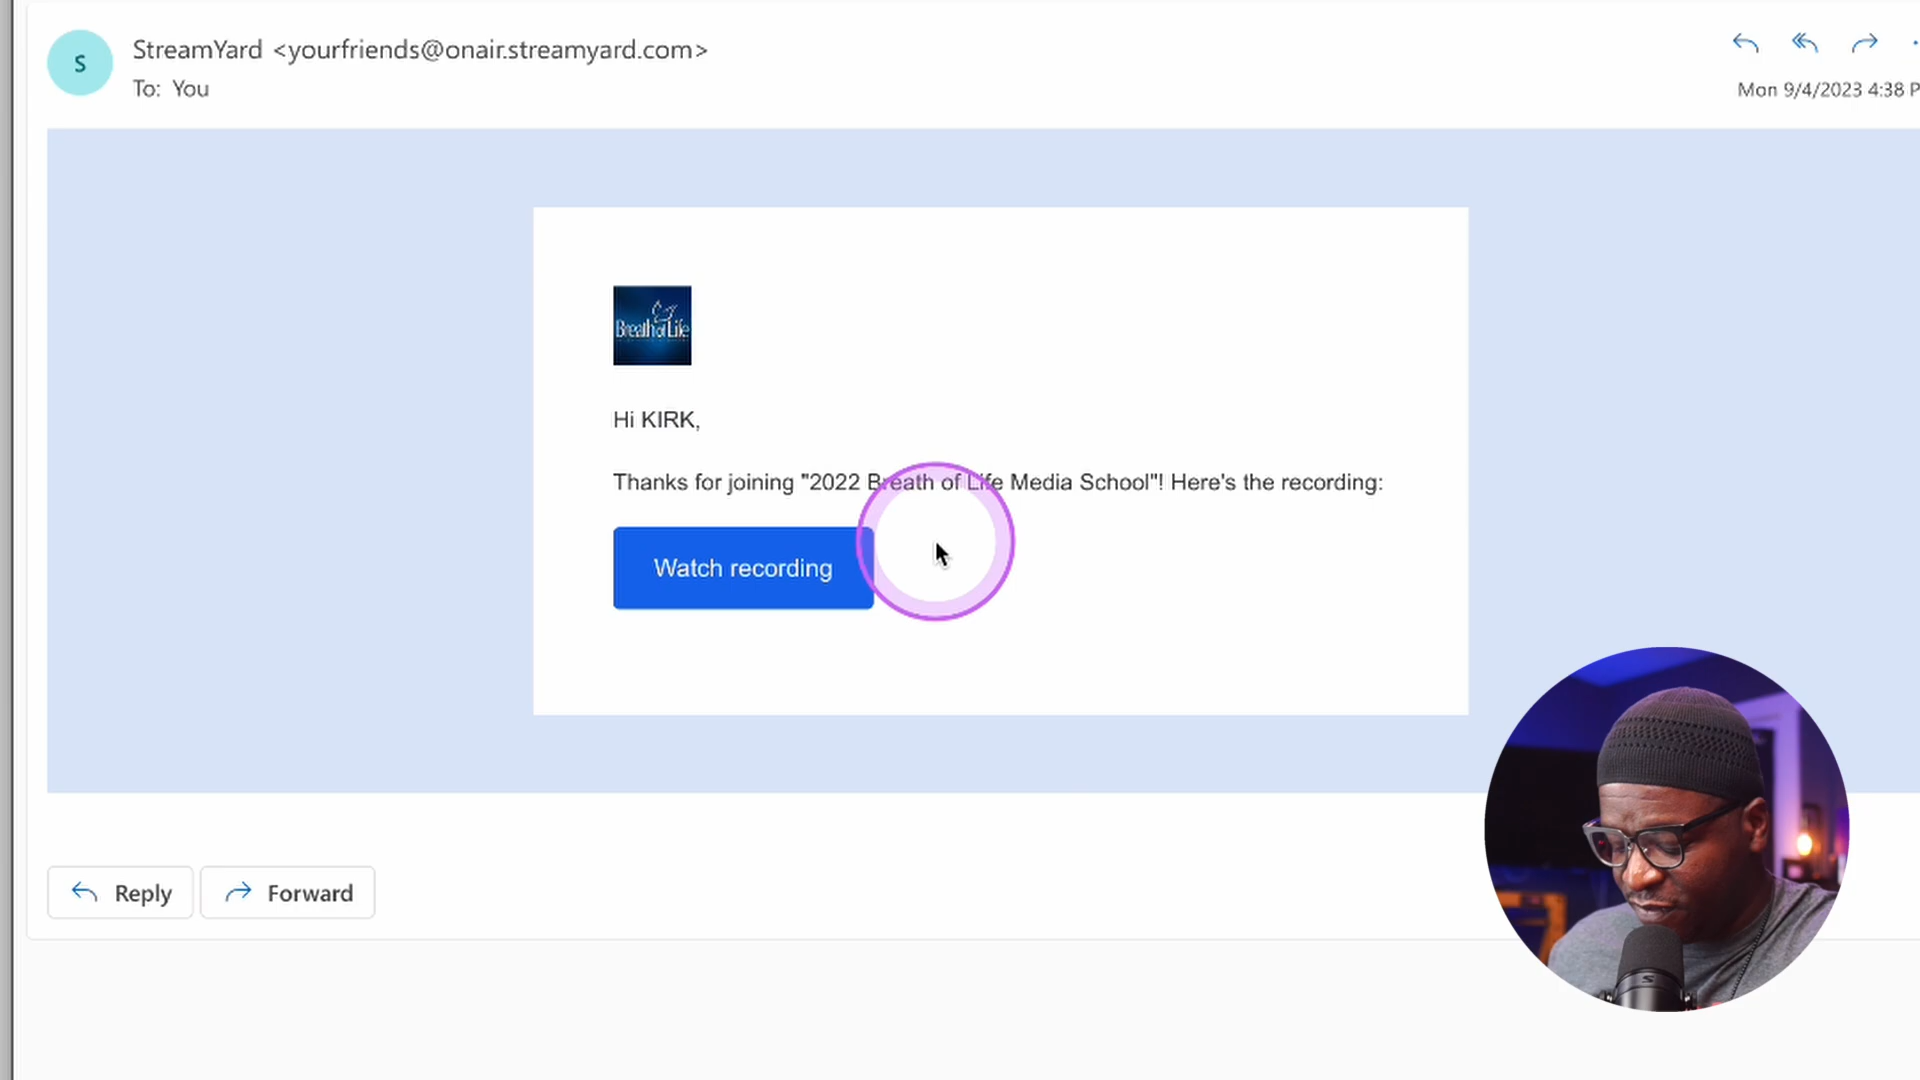 S
StreamYard <yourfriends@onair.streamyard.com>
To: You
Mon 9/4/2023 4:38 P
Breath of Life
Hi KIRK,
Thanks for joining "2022 Breath of Life Media School"! Here's the recording:
Watch recording
Reply
Forward